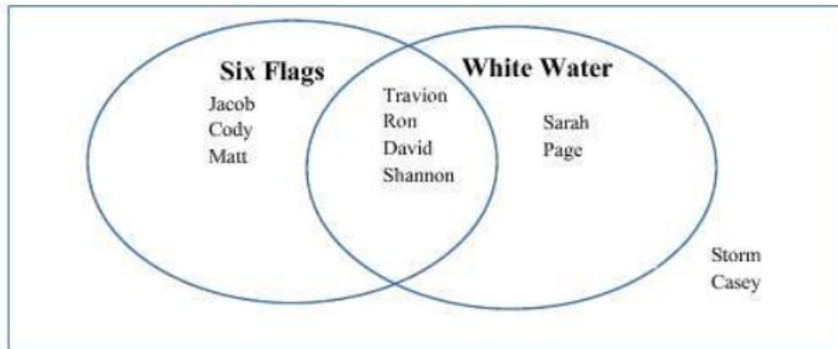 Six Flags
Jacob
Cody
Matt
Travion
Ron
David
Shannon
White Water
Sarah
Page
Storm
Casey